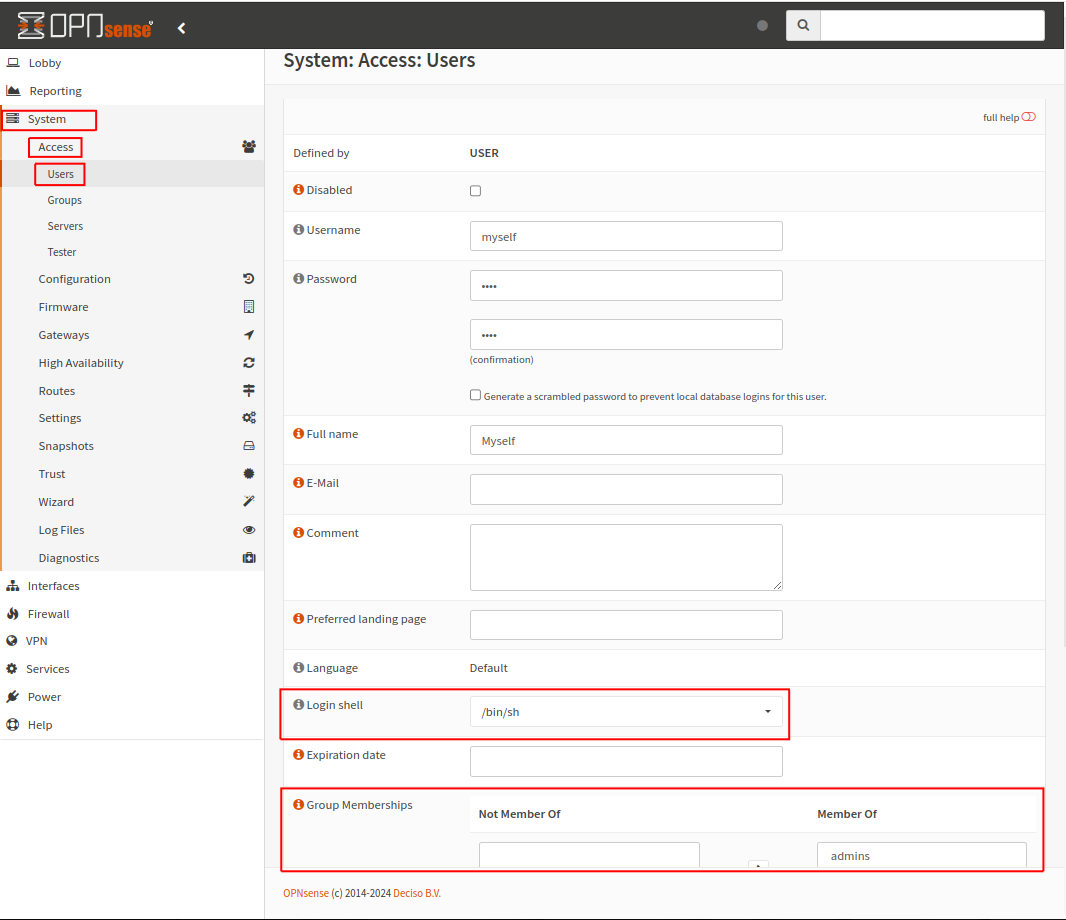 OPNsense
System: Access: Users
Lobby
Reporting
System
Access
Users
Groups
Servers
Tester
Configuration
Firmware
Gateways
High Availability
Routes
Settings
Snapshots
Trust
Wizard
Log Files
Diagnostics
Interfaces
Firewall
VPN
Services
Power
Help
full help
Defined by USER
Disabled
Username myself
Password ••••
••••
(confirmation)
Generate a scrambled password to prevent local database logins for this user.
Full name Myself
E-Mail
Comment
Preferred landing page
Language Default
Login shell /bin/sh
Expiration date
Group Memberships
Not Member Of Member Of
admins
OPNsense (c) 2014-2024 Deciso B.V.